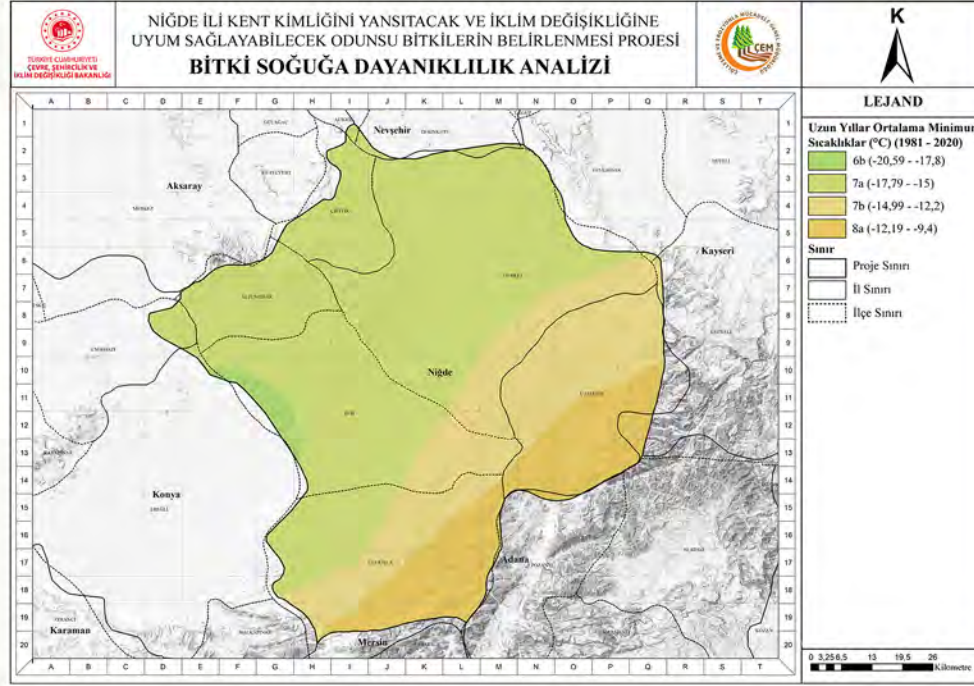 NİĞDE İLİ KENT KİMLİĞİNİ YANSITACAK VE İKLİM DEĞİŞİKLİĞİNE
UYUM SAĞLAYABİLECEK ODUNSU BİTKİLERİN BELİRLENMESİ PROJESİ
BİTKİ SOĞUĞA DAYANIKLILIK ANALİZİ
TÜRKİYE CUMHURİYETİ
ÇEVRE, ŞEHİRCİLİK VE
İKLİM DEĞİŞİKLİĞİ BAKANLIĞI
ÇEM
K
A B C D E F G H I J K L M N O P Q R S T
1
2
3
4
5
6
7
8
9
10
11
12
13
14
15
16
17
18
19
20
Nevşehir
Aksaray
Kayseri
Niğde
Konya
Adana
Karaman
Mersin
A B C D E F G H I J K L M N O P Q R S T
LEJAND
Uzun Yıllar Ortalama Minimum
Sıcaklıklar (°C) (1981 - 2020)
6b (-20,59 - -17,8)
7a (-17,79 - -15)
7b (-14,99 - -12,2)
8a (-12,19 - -9,4)
Sınır
Proje Sınırı
İl Sınırı
İlçe Sınırı
0 3,25 6,5 13 19,5 26
Kilometre